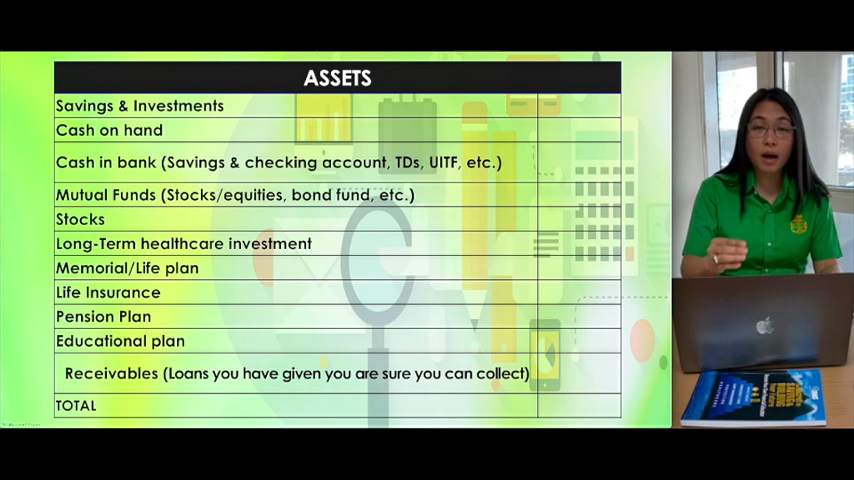 ASSETS
Savings & Investments
Cash on hand
Cash in bank (Savings & checking account, TDs, UITF, etc.)
Mutual Funds (Stocks/equities, bond fund, etc.)
Stocks
Long-Term healthcare investment
Memorial/Life plan
Life Insurance
Pension Plan
Educational plan
Receivables (Loans you have given you are sure you can collect)
TOTAL